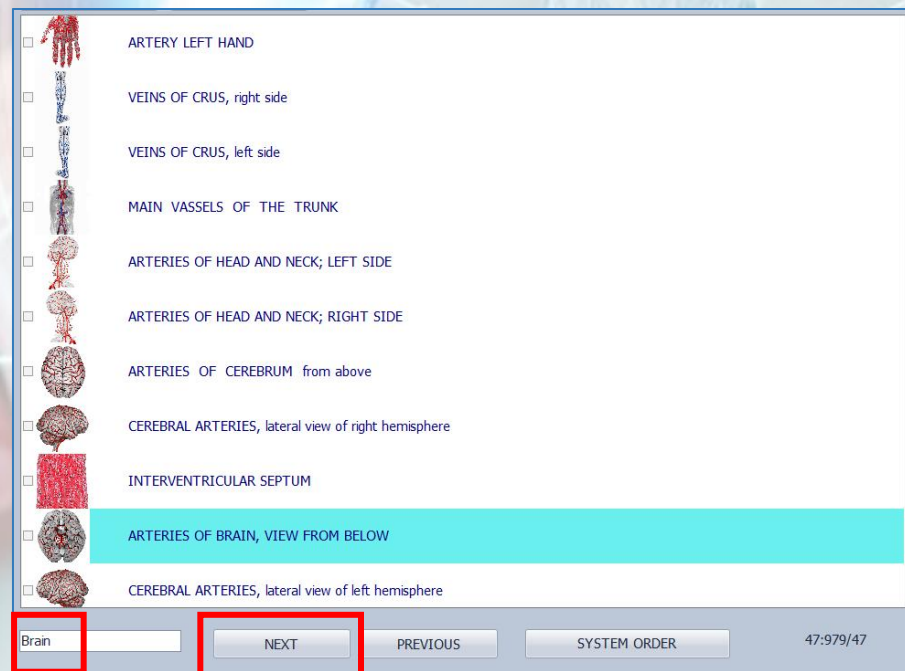 ARTERY LEFT HAND
VEINS OF CRUS, right side
VEINS OF CRUS, left side
MAIN VASSELS OF THE TRUNK
ARTERIES OF HEAD AND NECK; LEFT SIDE
ARTERIES OF HEAD AND NECK; RIGHT SIDE
ARTERIES OF CEREBRUM from above
CEREBRAL ARTERIES, lateral view of right hemisphere
INTERVENTRICULAR SEPTUM
ARTERIES OF BRAIN, VIEW FROM BELOW
CEREBRAL ARTERIES, lateral view of left hemisphere
Brain NEXT PREVIOUS SYSTEM ORDER 47:979/47